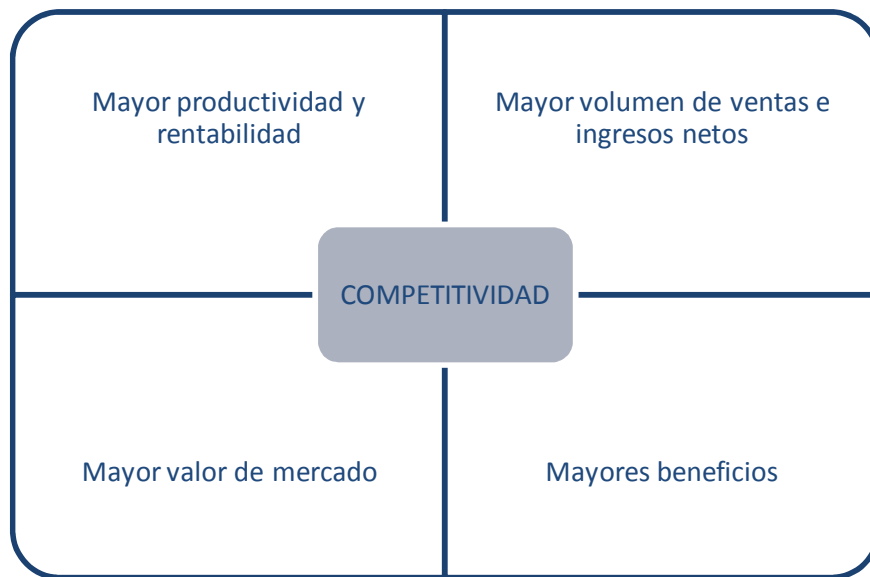 Mayor productividad y
rentabilidad
Mayor volumen de ventas e
ingresos netos
COMPETITIVIDAD
Mayor valor de mercado
Mayores beneficios